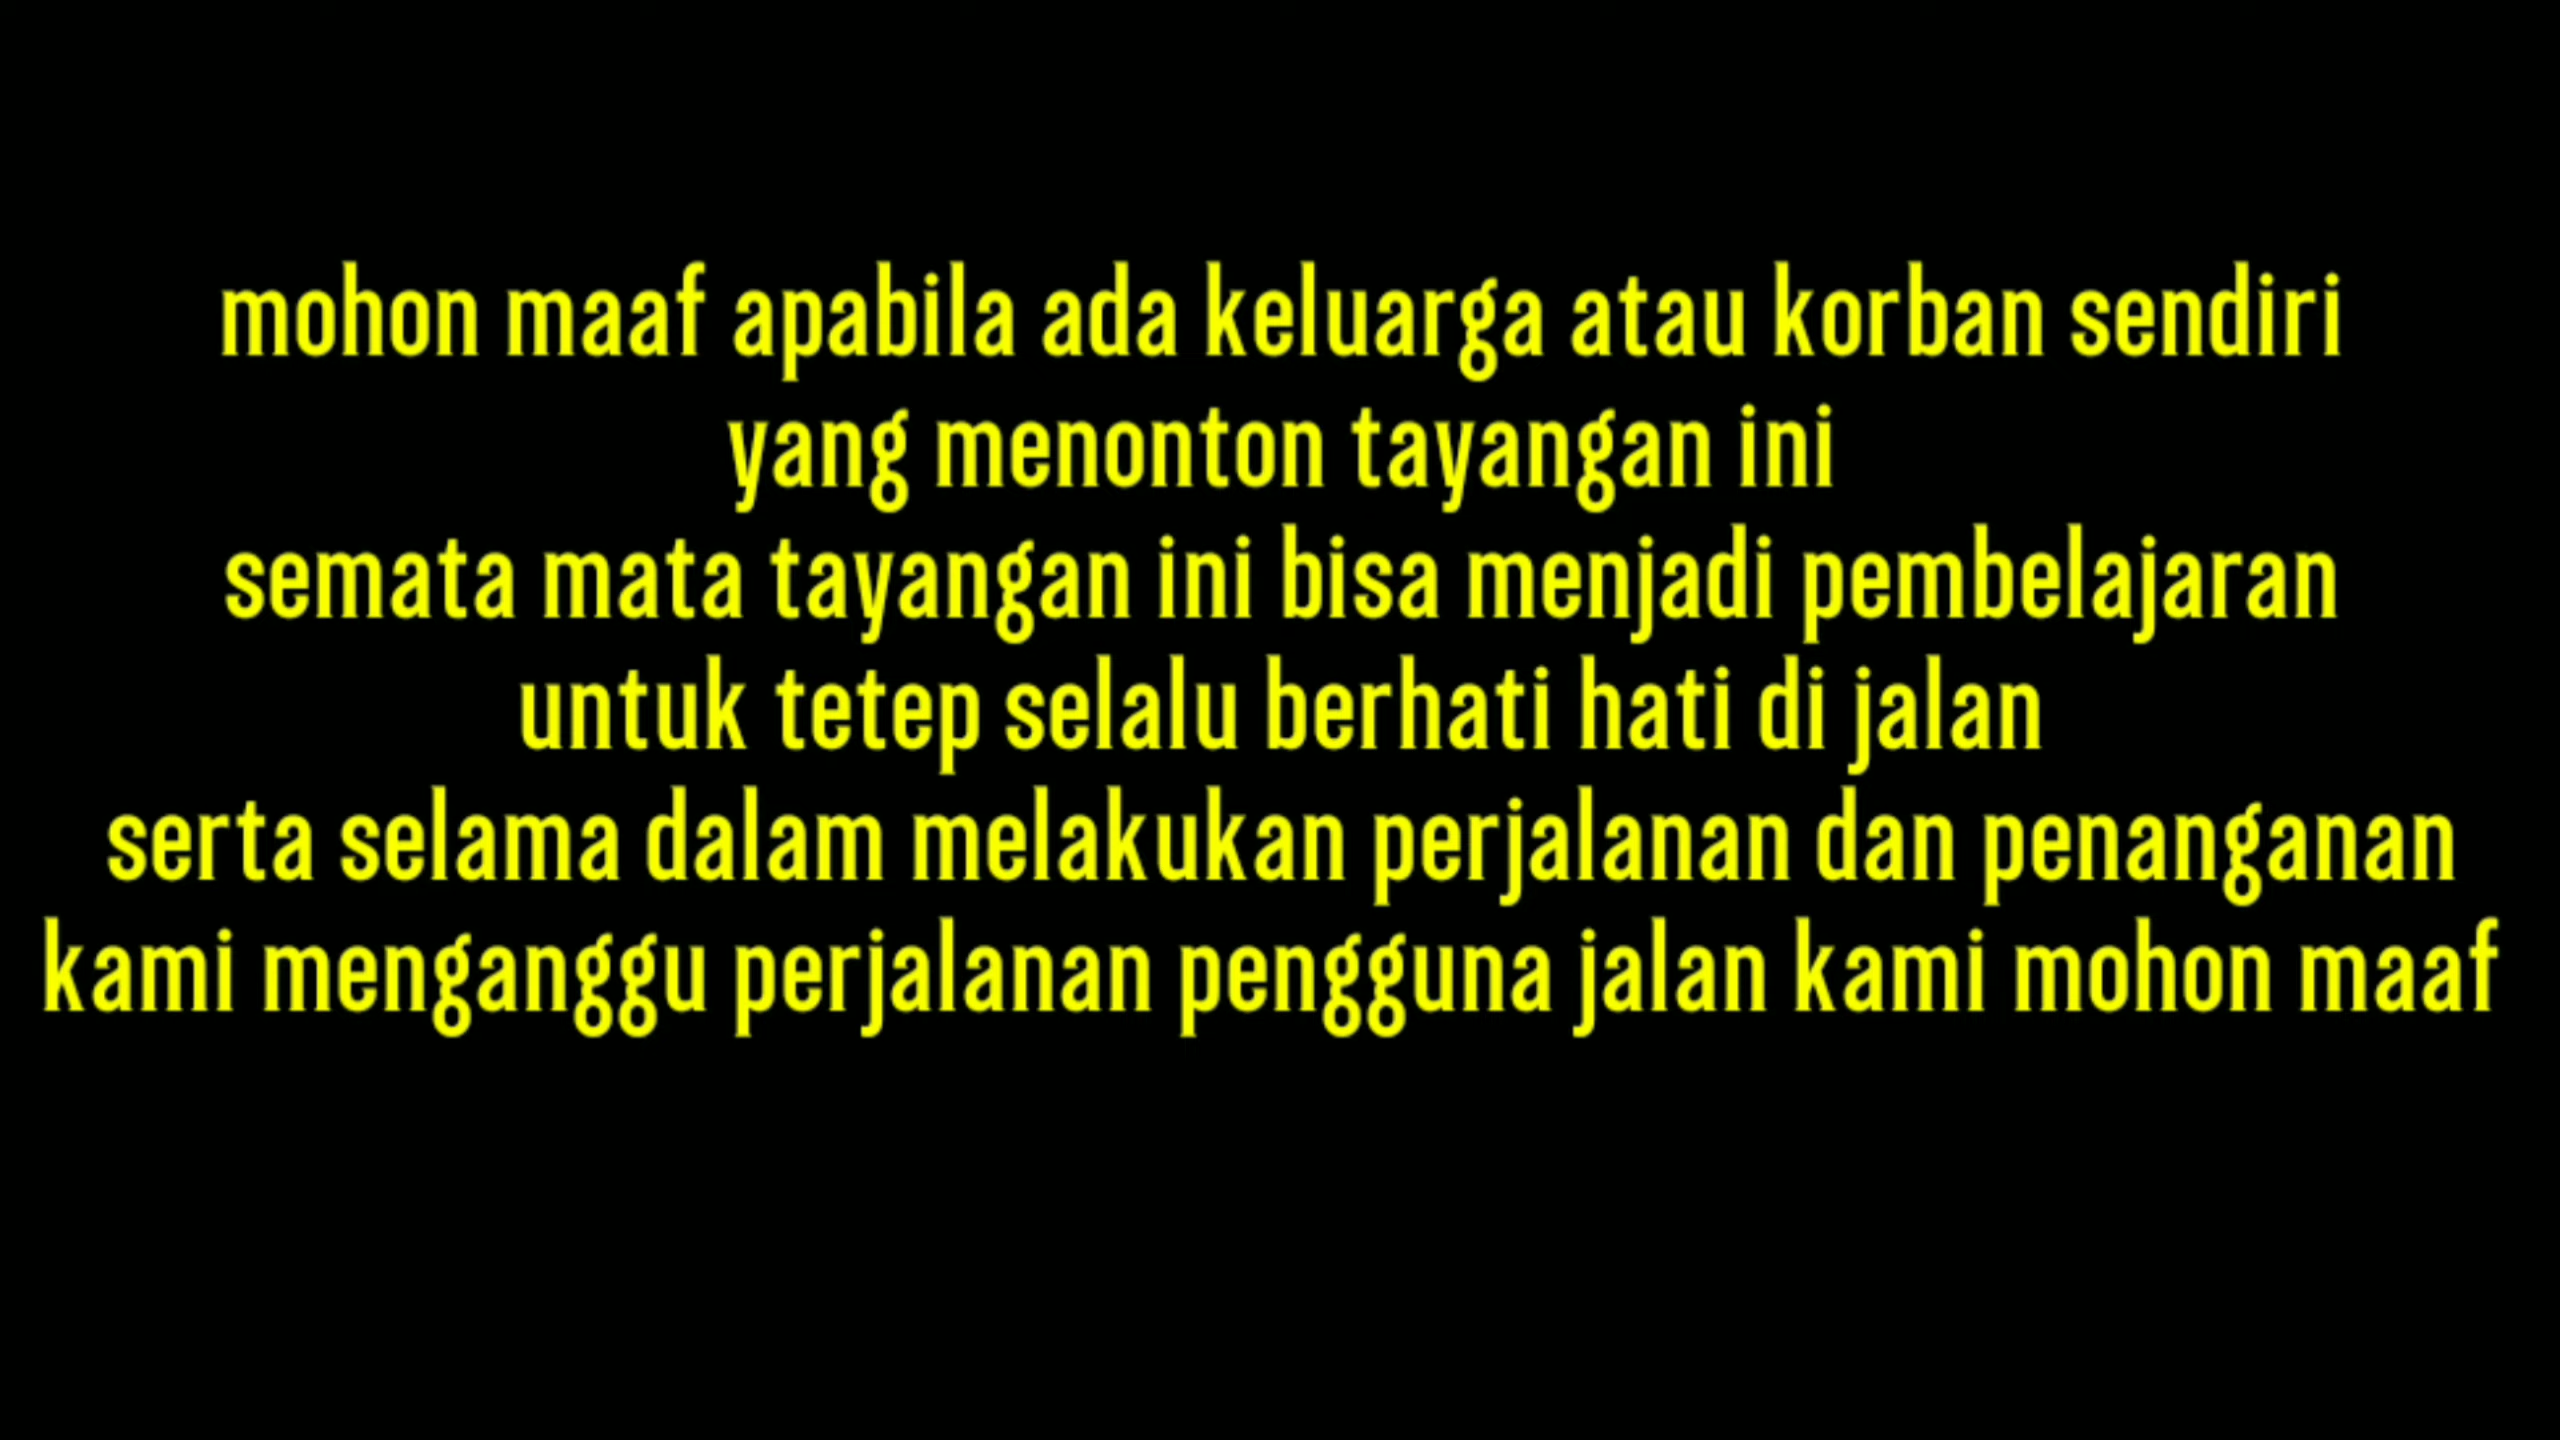 mohon maaf apabila ada keluarga atau korban sendiri
yang menonton tayangan ini
semata mata tayangan ini bisa menjadi pembelajaran
untuk tetep selalu berhati hati di jalan
serta selama dalam melakukan perjalanan dan penanganan
kami menganggu perjalanan pengguna jalan kami mohon maaf